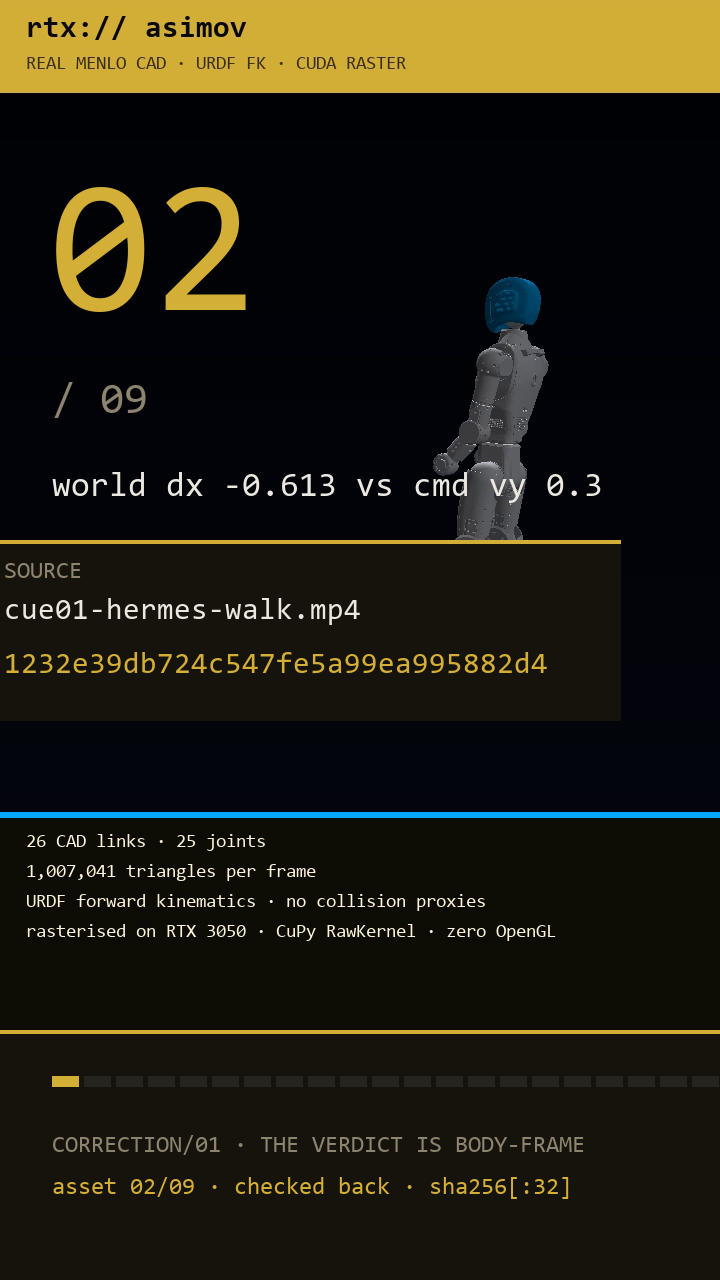 rtx:// asimov
REAL MENLO CAD · URDF FK · CUDA RASTER
02
/ 09
world dx -0.613 vs cmd vy 0.3
SOURCE
cue01-hermes-walk.mp4
1232e39db724c547fe5a99ea995882d4
26 CAD links · 25 joints
1,007,041 triangles per frame
URDF forward kinematics · no collision proxies
rasterised on RTX 3050 · CuPy RawKernel · zero OpenGL
CORRECTION/01 · THE VERDICT IS BODY-FRAME
asset 02/09 · checked back · sha256[:32]